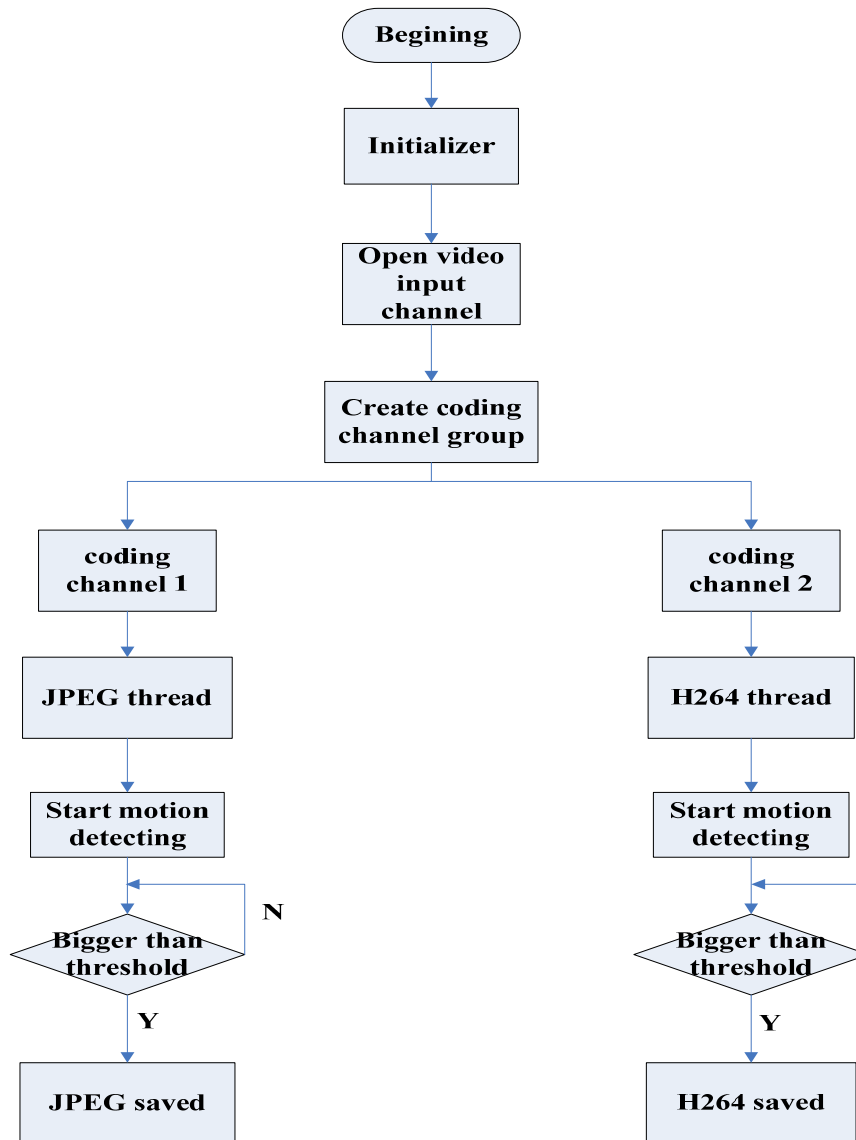 Begining
Initializer
Open video
input
channel
Create coding
channel group
coding
channel 1
coding
channel 2
JPEG thread
H264 thread
Start motion
detecting
Start motion
detecting
N
Bigger than
threshold
Bigger than
threshold
Y
Y
JPEG saved
H264 saved